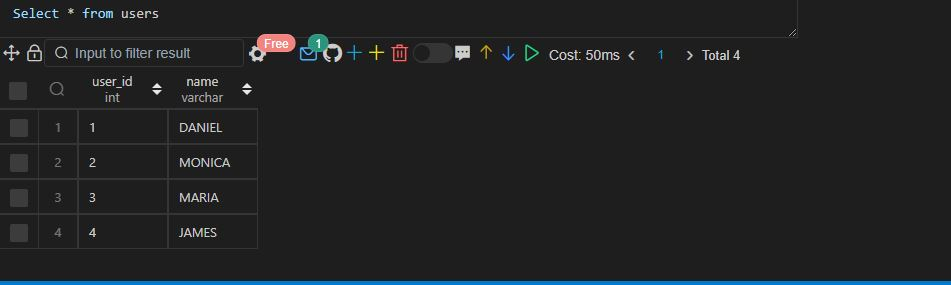 Select * from users
Free
1
Input to filter result
Cost: 50ms
1
Total 4
user_id name
int varchar
1 1 DANIEL
2 2 MONICA
3 3 MARIA
4 4 JAMES